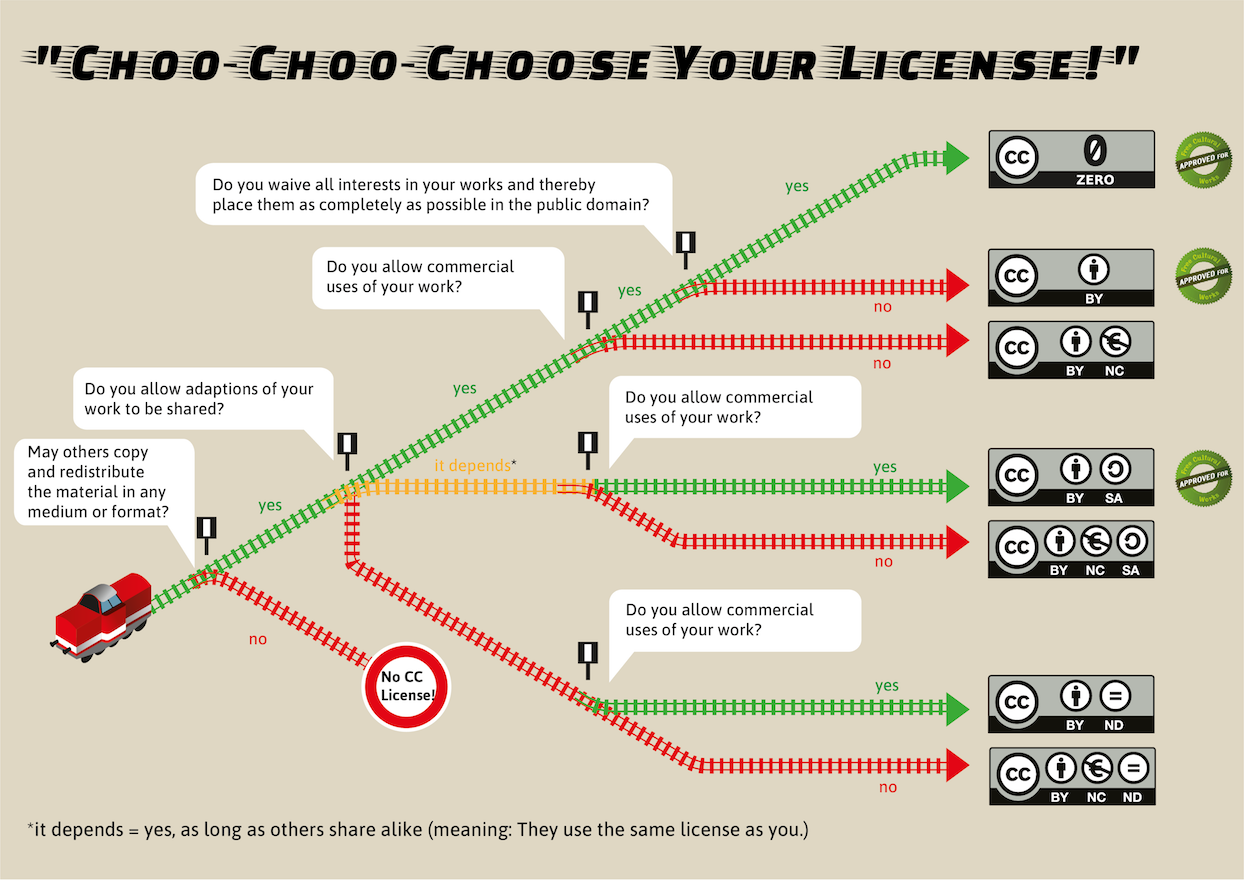 "Choo-Choo-Choose Your License!"
Do you waive all interests in your works and thereby
place them as completely as possible in the public domain?
yes
cc 0
ZERO
Free Cultural
APPROVED FOR
Works
Do you allow commercial
uses of your work?
yes
no
cc
BY
Free Cultural
APPROVED FOR
Works
no
cc
BY NC
Do you allow adaptions of your
work to be shared?
yes
Do you allow commercial
uses of your work?
May others copy
and redistribute
the material in any
medium or format?
yes
it depends*
yes
cc
BY SA
Free Cultural
APPROVED FOR
Works
no
cc
BY NC SA
no
No CC
License!
Do you allow commercial
uses of your work?
yes
cc
BY ND
no
cc
BY NC ND
*it depends = yes, as long as others share alike (meaning: They use the same license as you.)